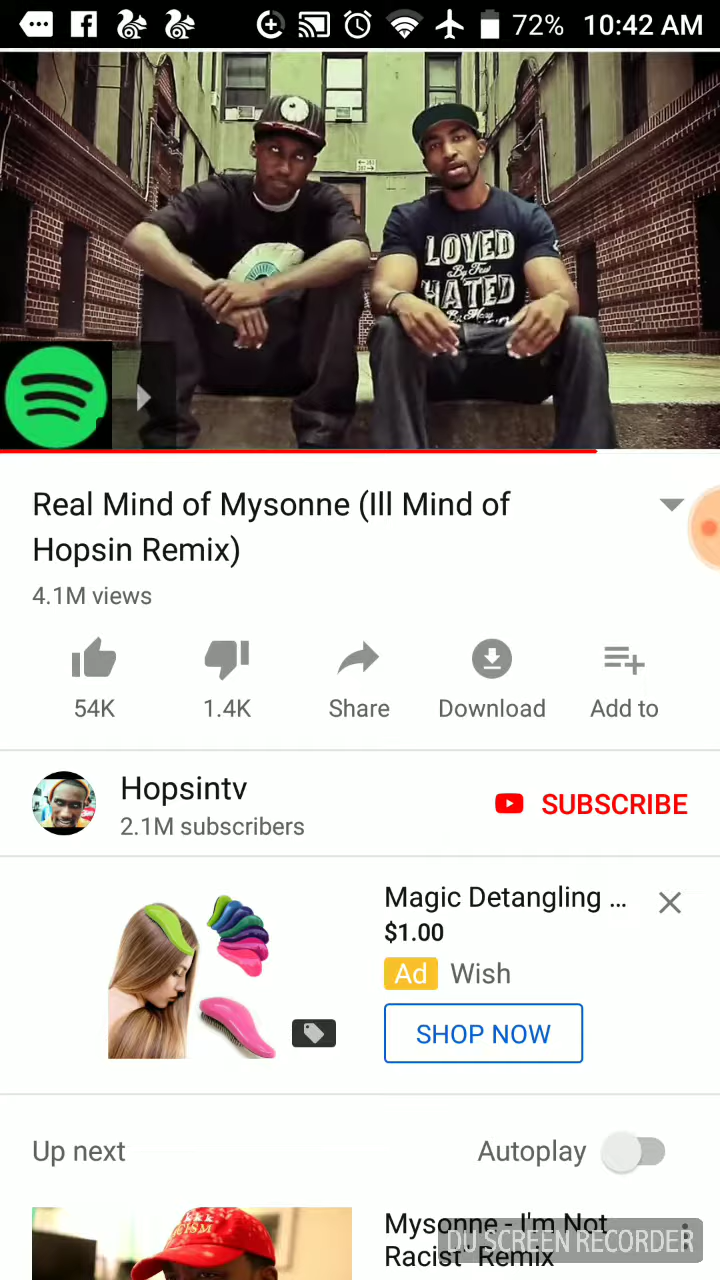 72% 10:42 AM
LOVED
HATED
Real Mind of Mysonne (Ill Mind of
Hopsin Remix)
4.1M views
54K
1.4K
Share
Download
Add to
Hopsintv
2.1M subscribers
SUBSCRIBE
Magic Detangling ...
$1.00
Ad Wish
SHOP NOW
Up next
Autoplay
Mysonne - I'm Not
Racist' Remix
DU SCREEN RECORDER